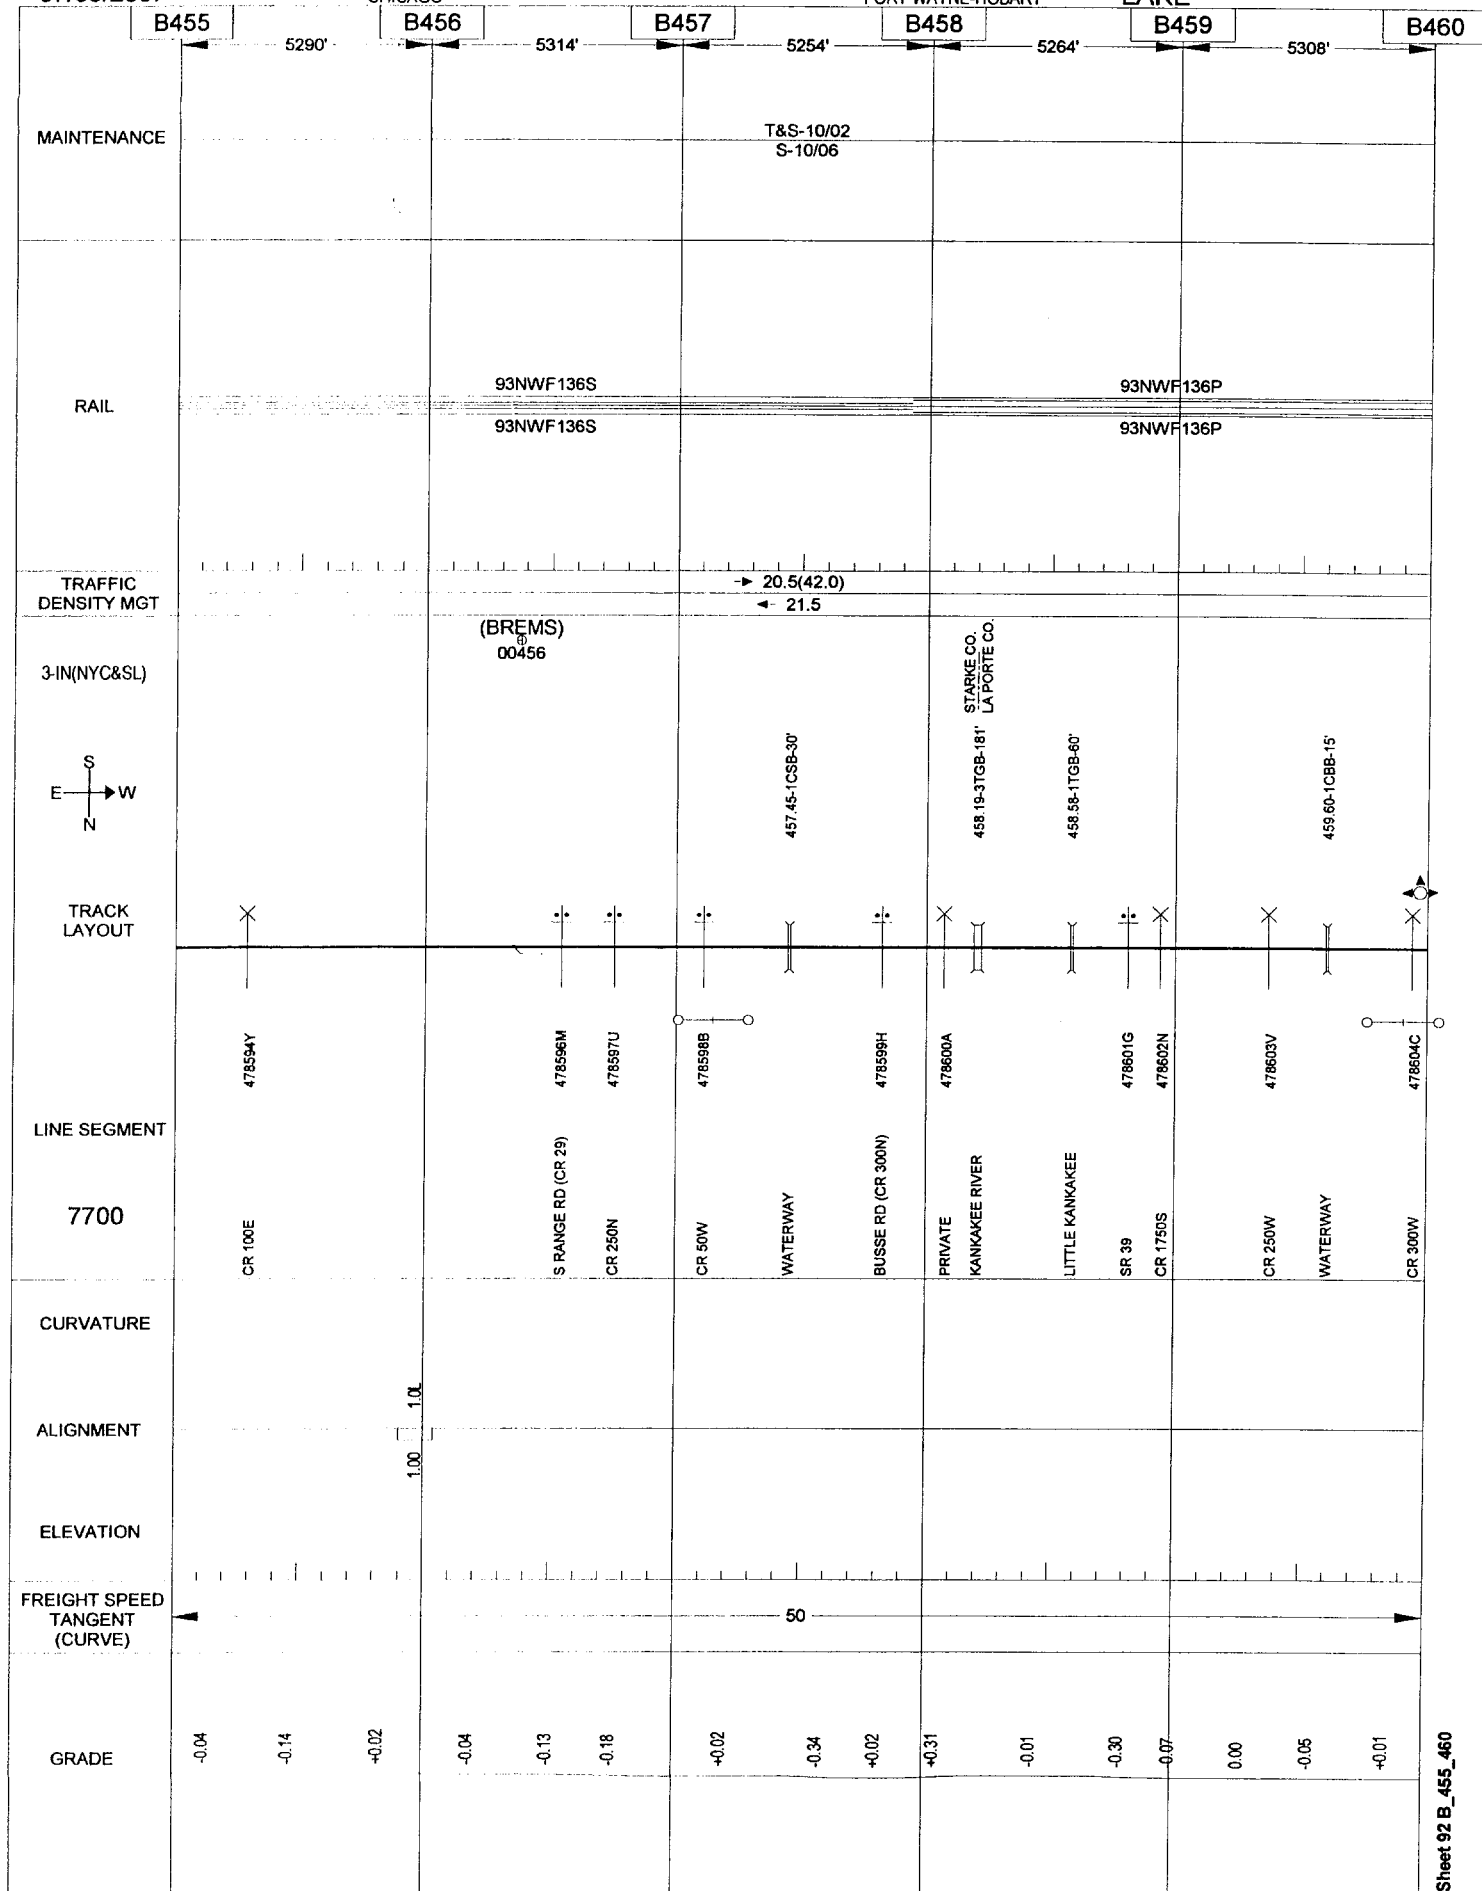 LAKE
B455
B456
B457
B458
B459
B460
5290'
5314'
5254'
5264'
5308'
MAINTENANCE
T&S-10/02
S-10/06
RAIL
93NWF136S
93NWF136S
93NWF136P
93NWF136P
TRAFFIC
DENSITY MGT
20.5(42.0)
21.5
3-IN(NYC&SL)
(BREMS)
00456
STARKE CO.
LA PORTE CO.
S
E W
N
457.45-1CSB-30'
458.19-3TGB-181'
458.58-1TGB-60'
459.60-1CBB-15'
TRACK
LAYOUT
478594Y
478596M
478597U
478598B
478599H
478600A
478601G
478602N
478603V
478604C
LINE SEGMENT
7700
CR 100E
S RANGE RD (CR 29)
CR 250N
CR 50W
WATERWAY
BUSSE RD (CR 300N)
PRIVATE
KANKAKEE RIVER
LITTLE KANKAKEE
SR 39
CR 1750S
CR 250W
WATERWAY
CR 300W
CURVATURE
ALIGNMENT
1.0L
1.00
ELEVATION
FREIGHT SPEED
TANGENT
(CURVE)
50
GRADE
-0.04
-0.14
+0.02
-0.04
-0.13
-0.18
+0.02
-0.34
+0.02
+0.31
-0.01
-0.30
-0.07
0.00
-0.05
+0.01
Sheet 92 B_455_460